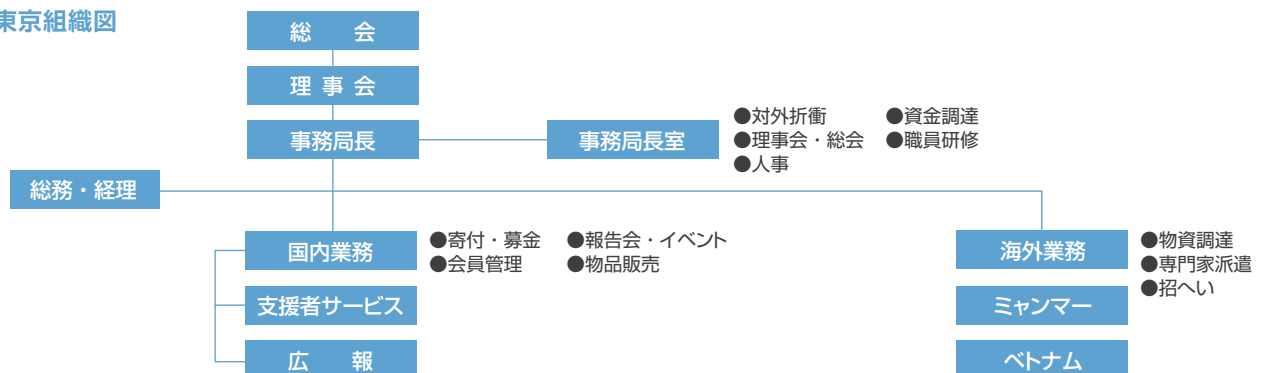 東京組織図
総 会
理 事 会
事務局長
事務局長室
●対外折衝 ●資金調達
●理事会・総会 ●職員研修
●人事
総務・経理
国内業務
●寄付・募金 ●報告会・イベント
●会員管理 ●物品販売
支援者サービス
広 報
海外業務
●物資調達
●専門家派遣
●招へい
ミャンマー
ベトナム